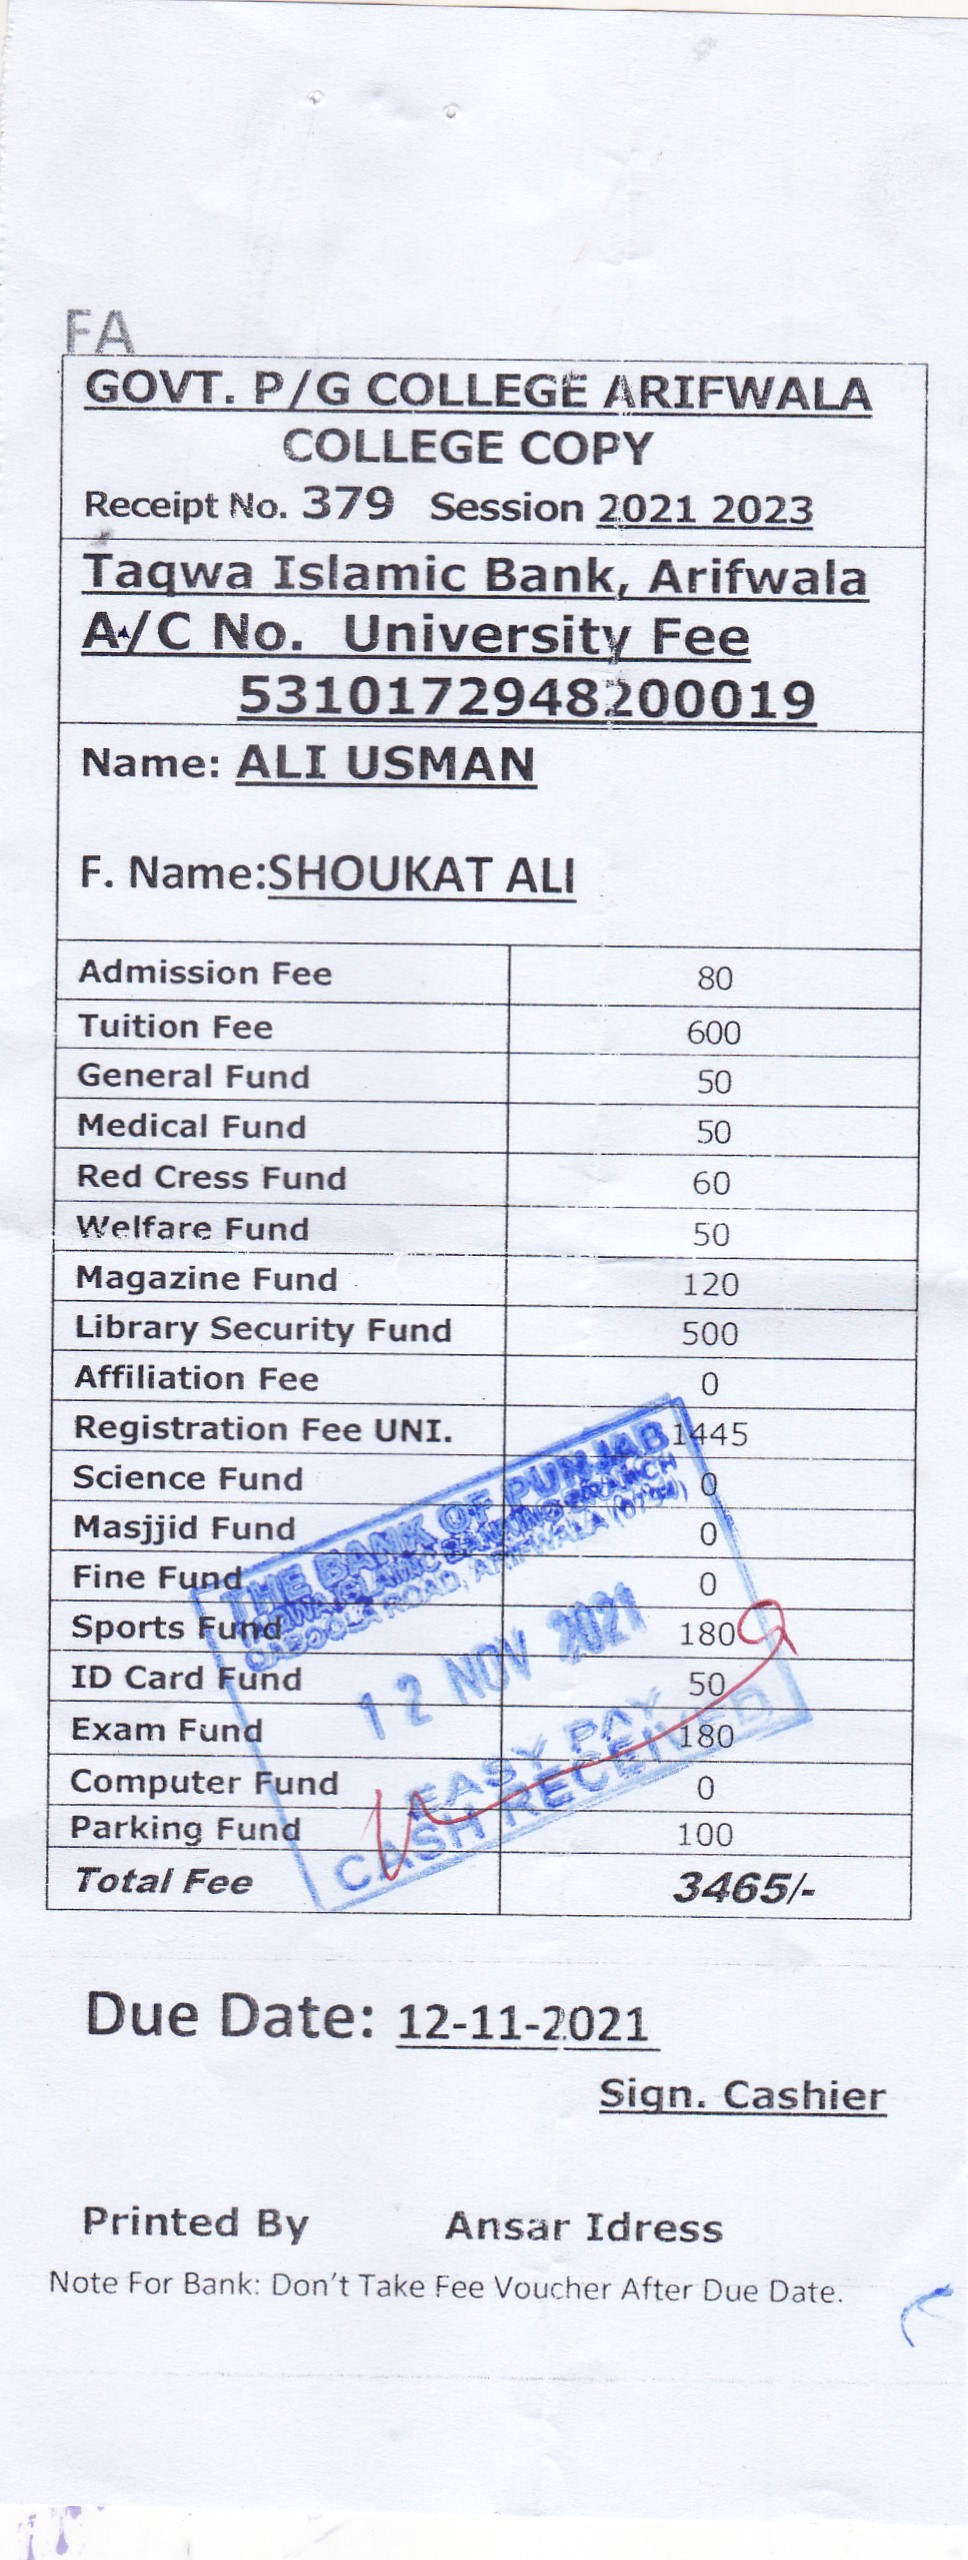 FA
GOVT. P/G COLLEGE ARIFWALA
COLLEGE COPY
Receipt No. 379 Session 2021 2023
Taqwa Islamic Bank, Arifwala
A/C No. University Fee
5310172948200019
Name: ALI USMAN
F. Name:SHOUKAT ALI
Admission Fee 80
Tuition Fee 600
General Fund 50
Medical Fund 50
Red Cress Fund 60
Welfare Fund 50
Magazine Fund 120
Library Security Fund 500
Affiliation Fee 0
Registration Fee UNI. 1445
Science Fund 0
Masjjid Fund 0
Fine Fund 0
Sports Fund 180
ID Card Fund 50
Exam Fund 180
Computer Fund 0
Parking Fund 100
Total Fee 3465/-
THE BANK OF PUNJAB
TAQWA ISLAMIC BANKING BRANCH
QABOOLA ROAD, ARIFWALA
12 NOV 2021
EASY PAY
CASH RECEIVED
Due Date: 12-11-2021
Sign. Cashier
Printed By Ansar Idress
Note For Bank: Don't Take Fee Voucher After Due Date.